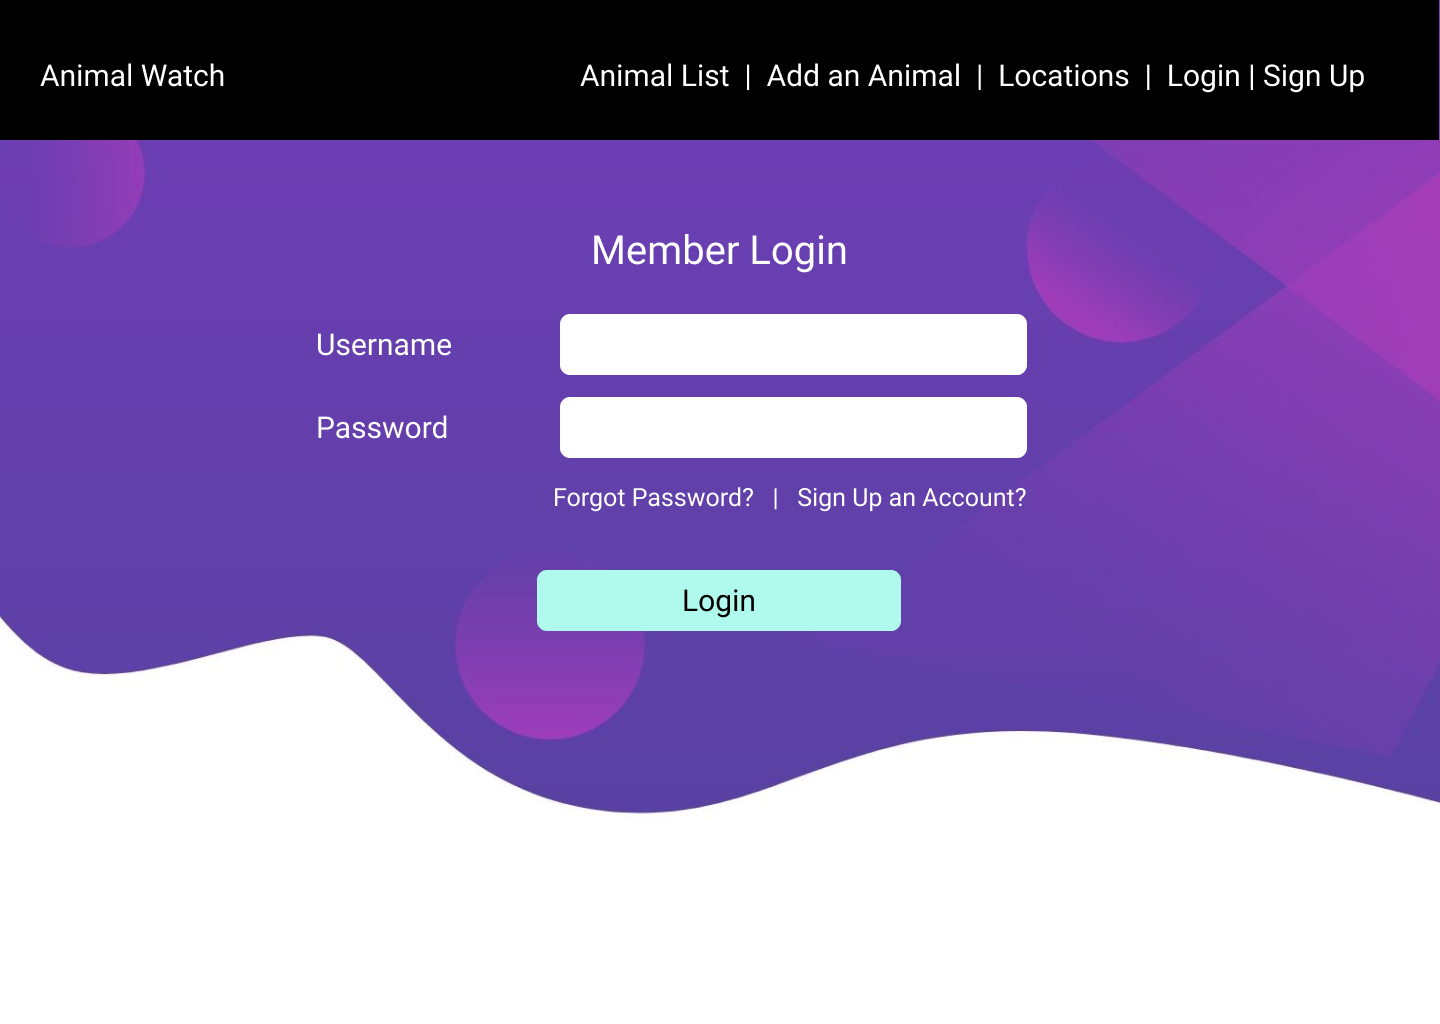 Animal Watch
Animal List | Add an Animal | Locations | Login | Sign Up
Member Login
Username
Password
Forgot Password? | Sign Up an Account?
Login